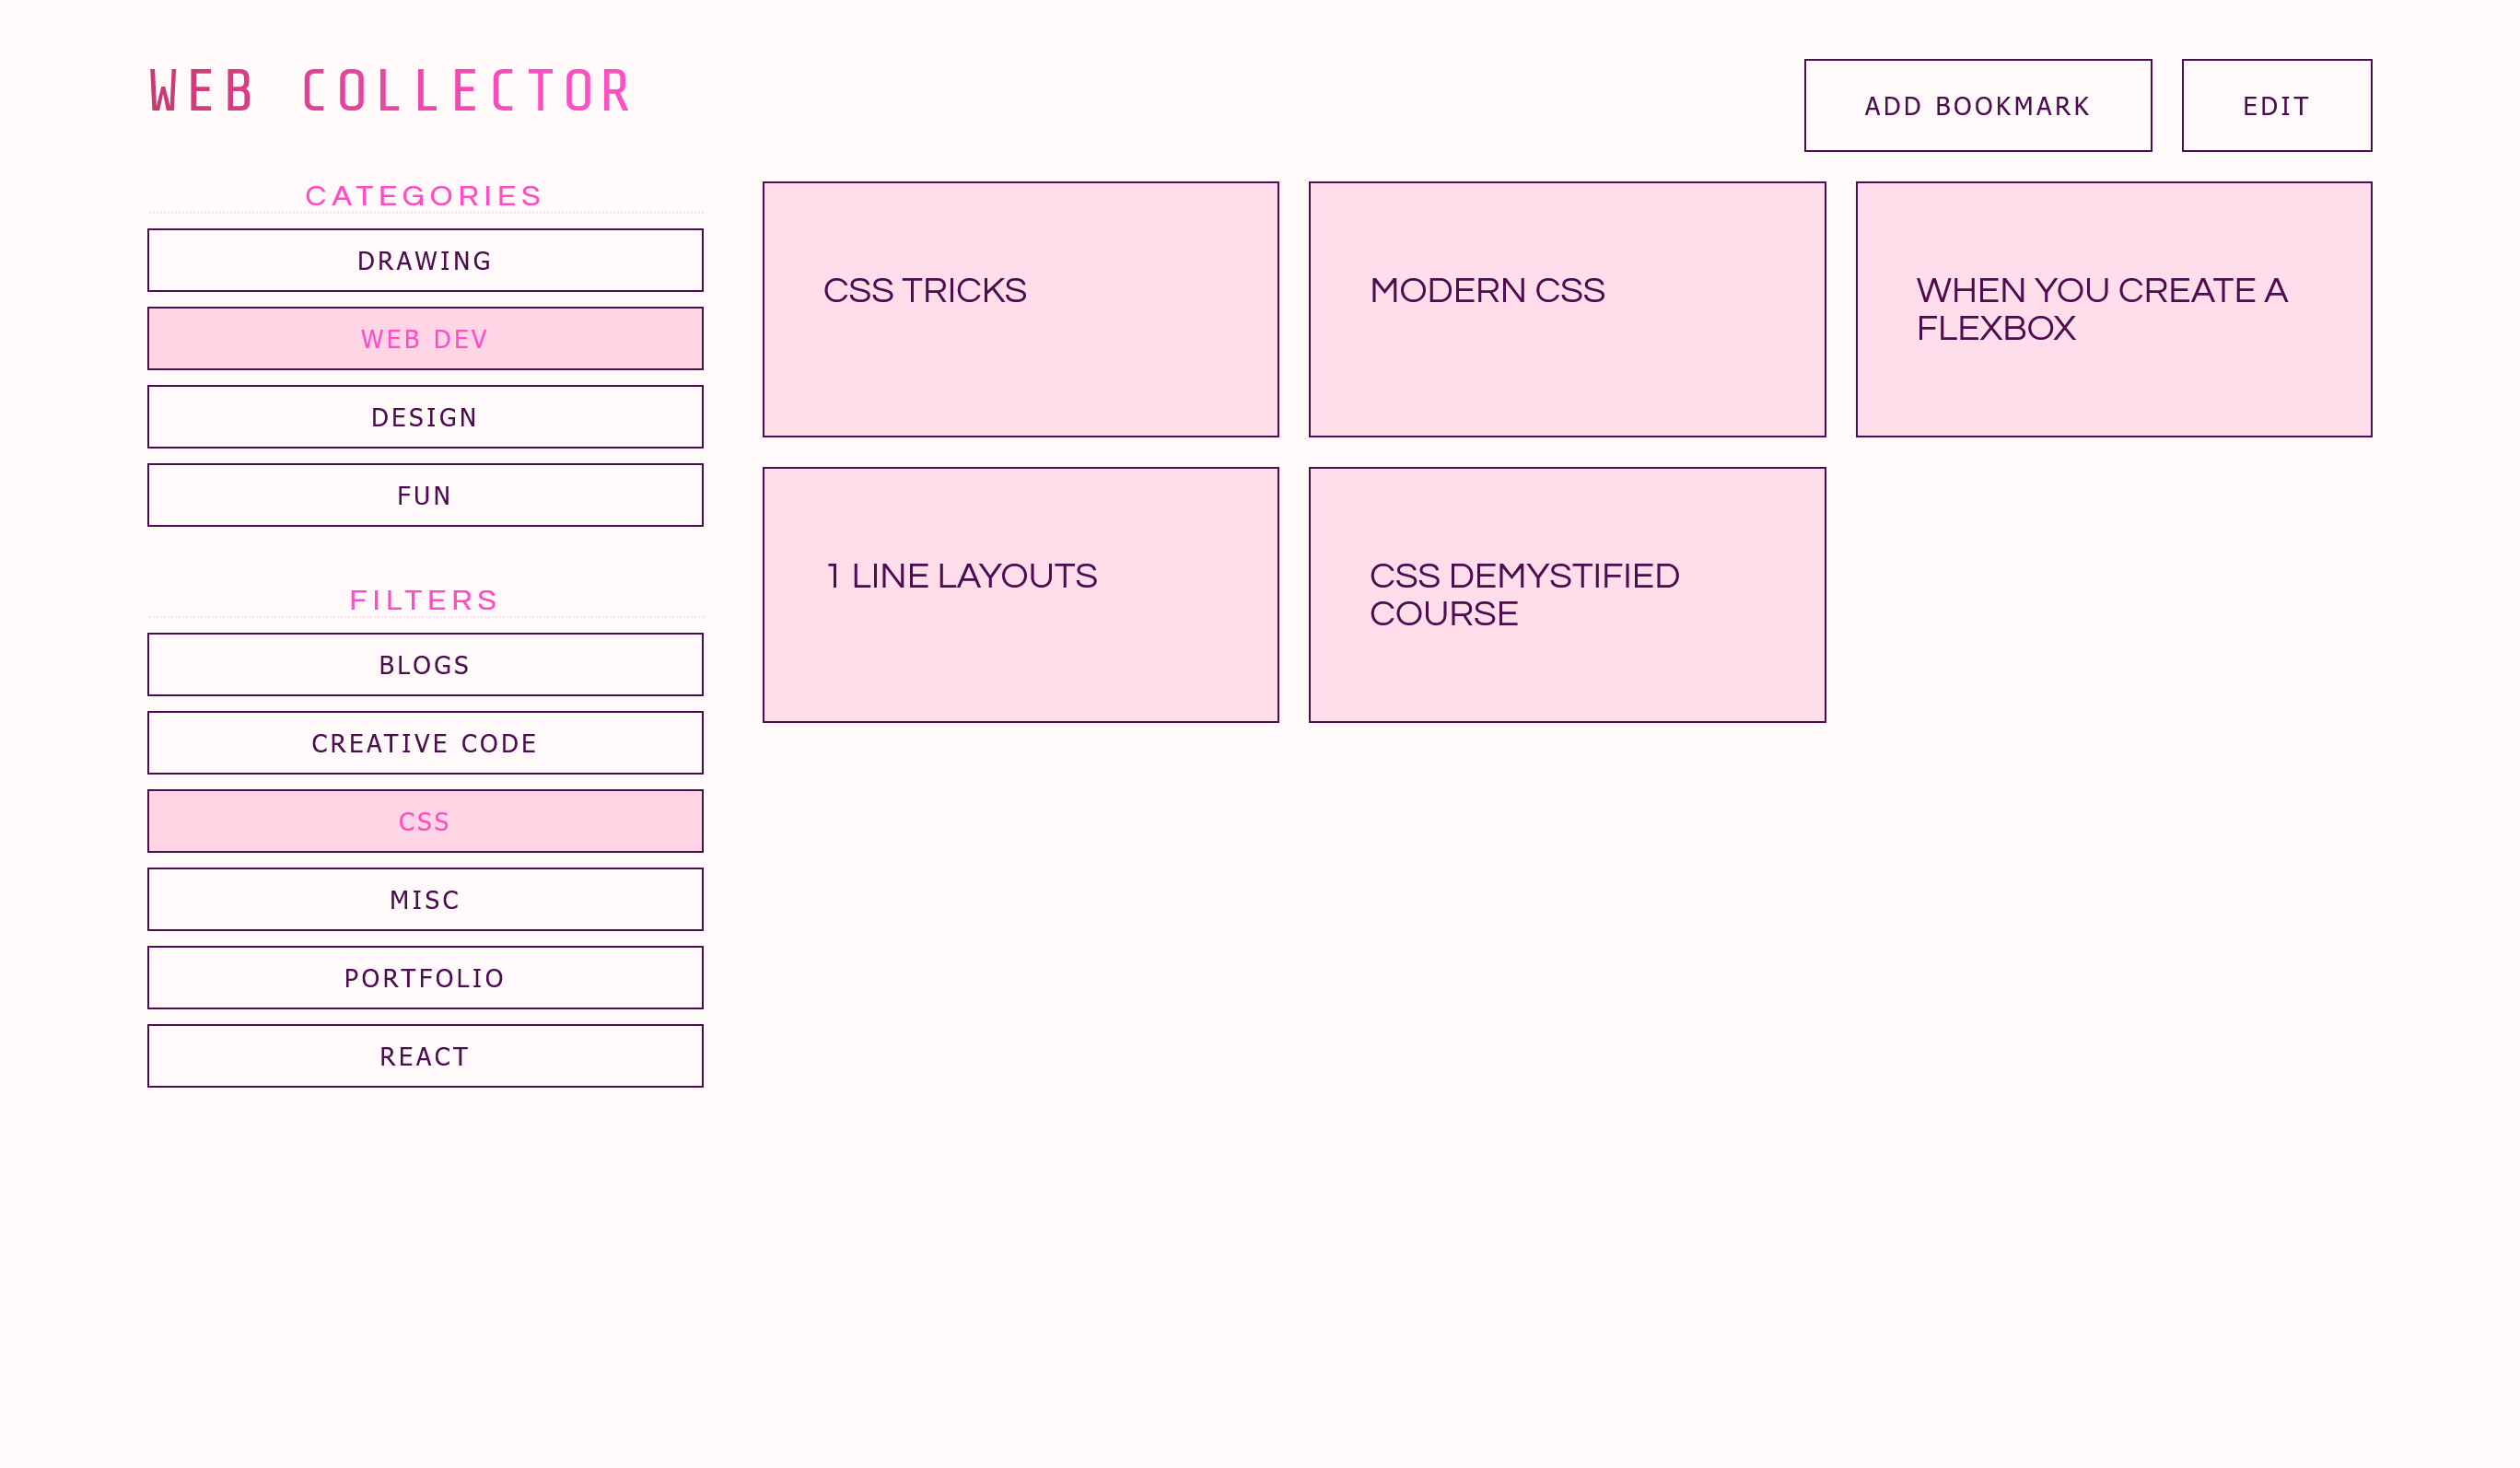 WEB COLLECTOR
ADD BOOKMARK
EDIT
CATEGORIES
DRAWING
WEB DEV
DESIGN
FUN
FILTERS
BLOGS
CREATIVE CODE
CSS
MISC
PORTFOLIO
REACT
CSS TRICKS
MODERN CSS
WHEN YOU CREATE A
FLEXBOX
1 LINE LAYOUTS
CSS DEMYSTIFIED
COURSE